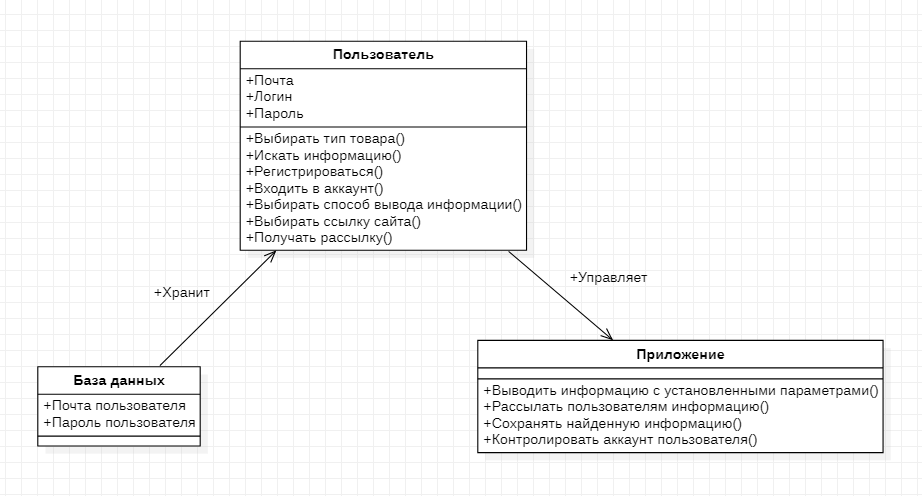 Пользователь
+Почта
+Логин
+Пароль
+Выбирать тип товара()
+Искать информацию()
+Регистрироваться()
+Входить в аккаунт()
+Выбирать способ вывода информации()
+Выбирать ссылку сайта()
+Получать рассылку()
+Хранит
+Управляет
База данных
+Почта пользователя
+Пароль пользователя
Приложение
+Выводить информацию с установленными параметрами()
+Рассылать пользователям информацию()
+Сохранять найденную информацию()
+Контролировать аккаунт пользователя()